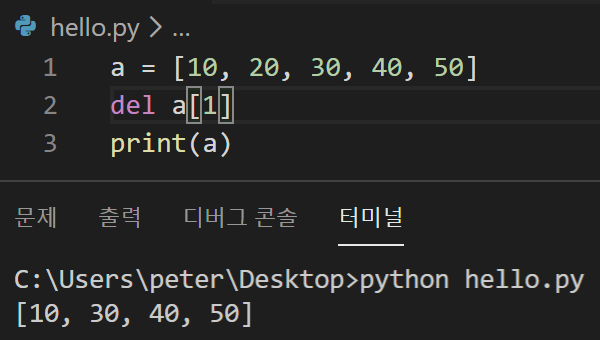 hello.py > ...
1 a = [10, 20, 30, 40, 50]
2 del a[1]
3 print(a)
문제 출력 디버그 콘솔 터미널
C:\Users\peter\Desktop>python hello.py
[10, 30, 40, 50]